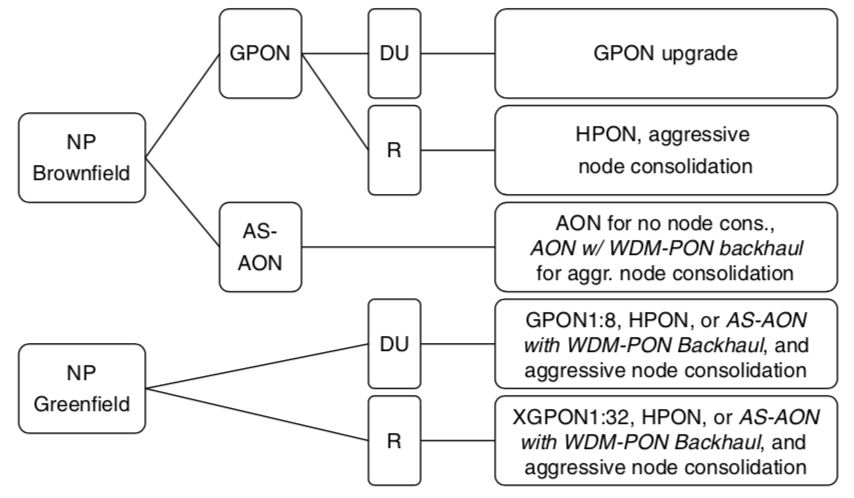 NP
Brownfield
GPON
DU
GPON upgrade
R
HPON, aggressive
node consolidation
AS-
AON
AON for no node cons.,
AON w/ WDM-PON backhaul
for aggr. node consolidation
NP
Greenfield
DU
GPON1:8, HPON, or AS-AON
with WDM-PON Backhaul, and
aggressive node consolidation
R
XGPON1:32, HPON, or AS-AON
with WDM-PON Backhaul, and
aggressive node consolidation